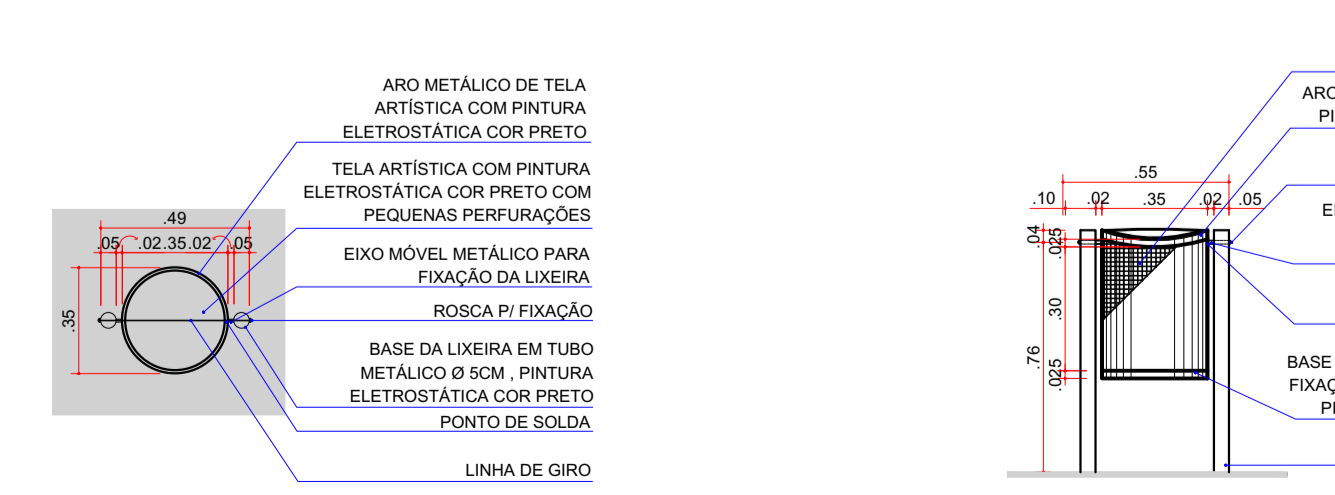 ARO METÁLICO DE TELA
ARTÍSTICA COM PINTURA
ELETROSTÁTICA COR PRETO
TELA ARTÍSTICA COM PINTURA
ELETROSTÁTICA COR PRETO COM
PEQUENAS PERFURAÇÕES
EIXO MÓVEL METÁLICO PARA
FIXAÇÃO DA LIXEIRA
ROSCA P/ FIXAÇÃO
BASE DA LIXEIRA EM TUBO
METÁLICO Ø 5CM , PINTURA
ELETROSTÁTICA COR PRETO
PONTO DE SOLDA
LINHA DE GIRO
.49
.05 .02 .35 .02 .05
.35
ARO
PI
.55
.10 .02 .35 .02 .05
E
.04
.025
.30
.76
.025
BASE
FIXAÇ
P